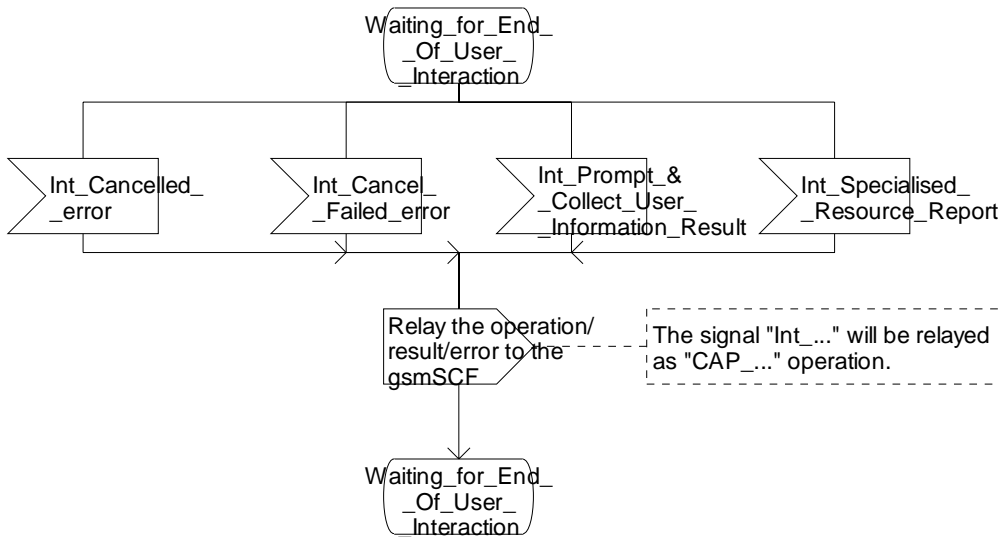 Waiting_for_End_
_Of_User_
_Interaction
Int_Cancelled_
_error
Int_Cancel_
_Failed_error
Int_Prompt_&
_Collect_User_
_Information_Result
Int_Specialised_
_Resource_Report
Relay the operation/
result/error to the
gsmSCF
The signal "Int_..." will be relayed
as "CAP_..." operation.
Waiting_for_End_
_Of_User_
_Interaction